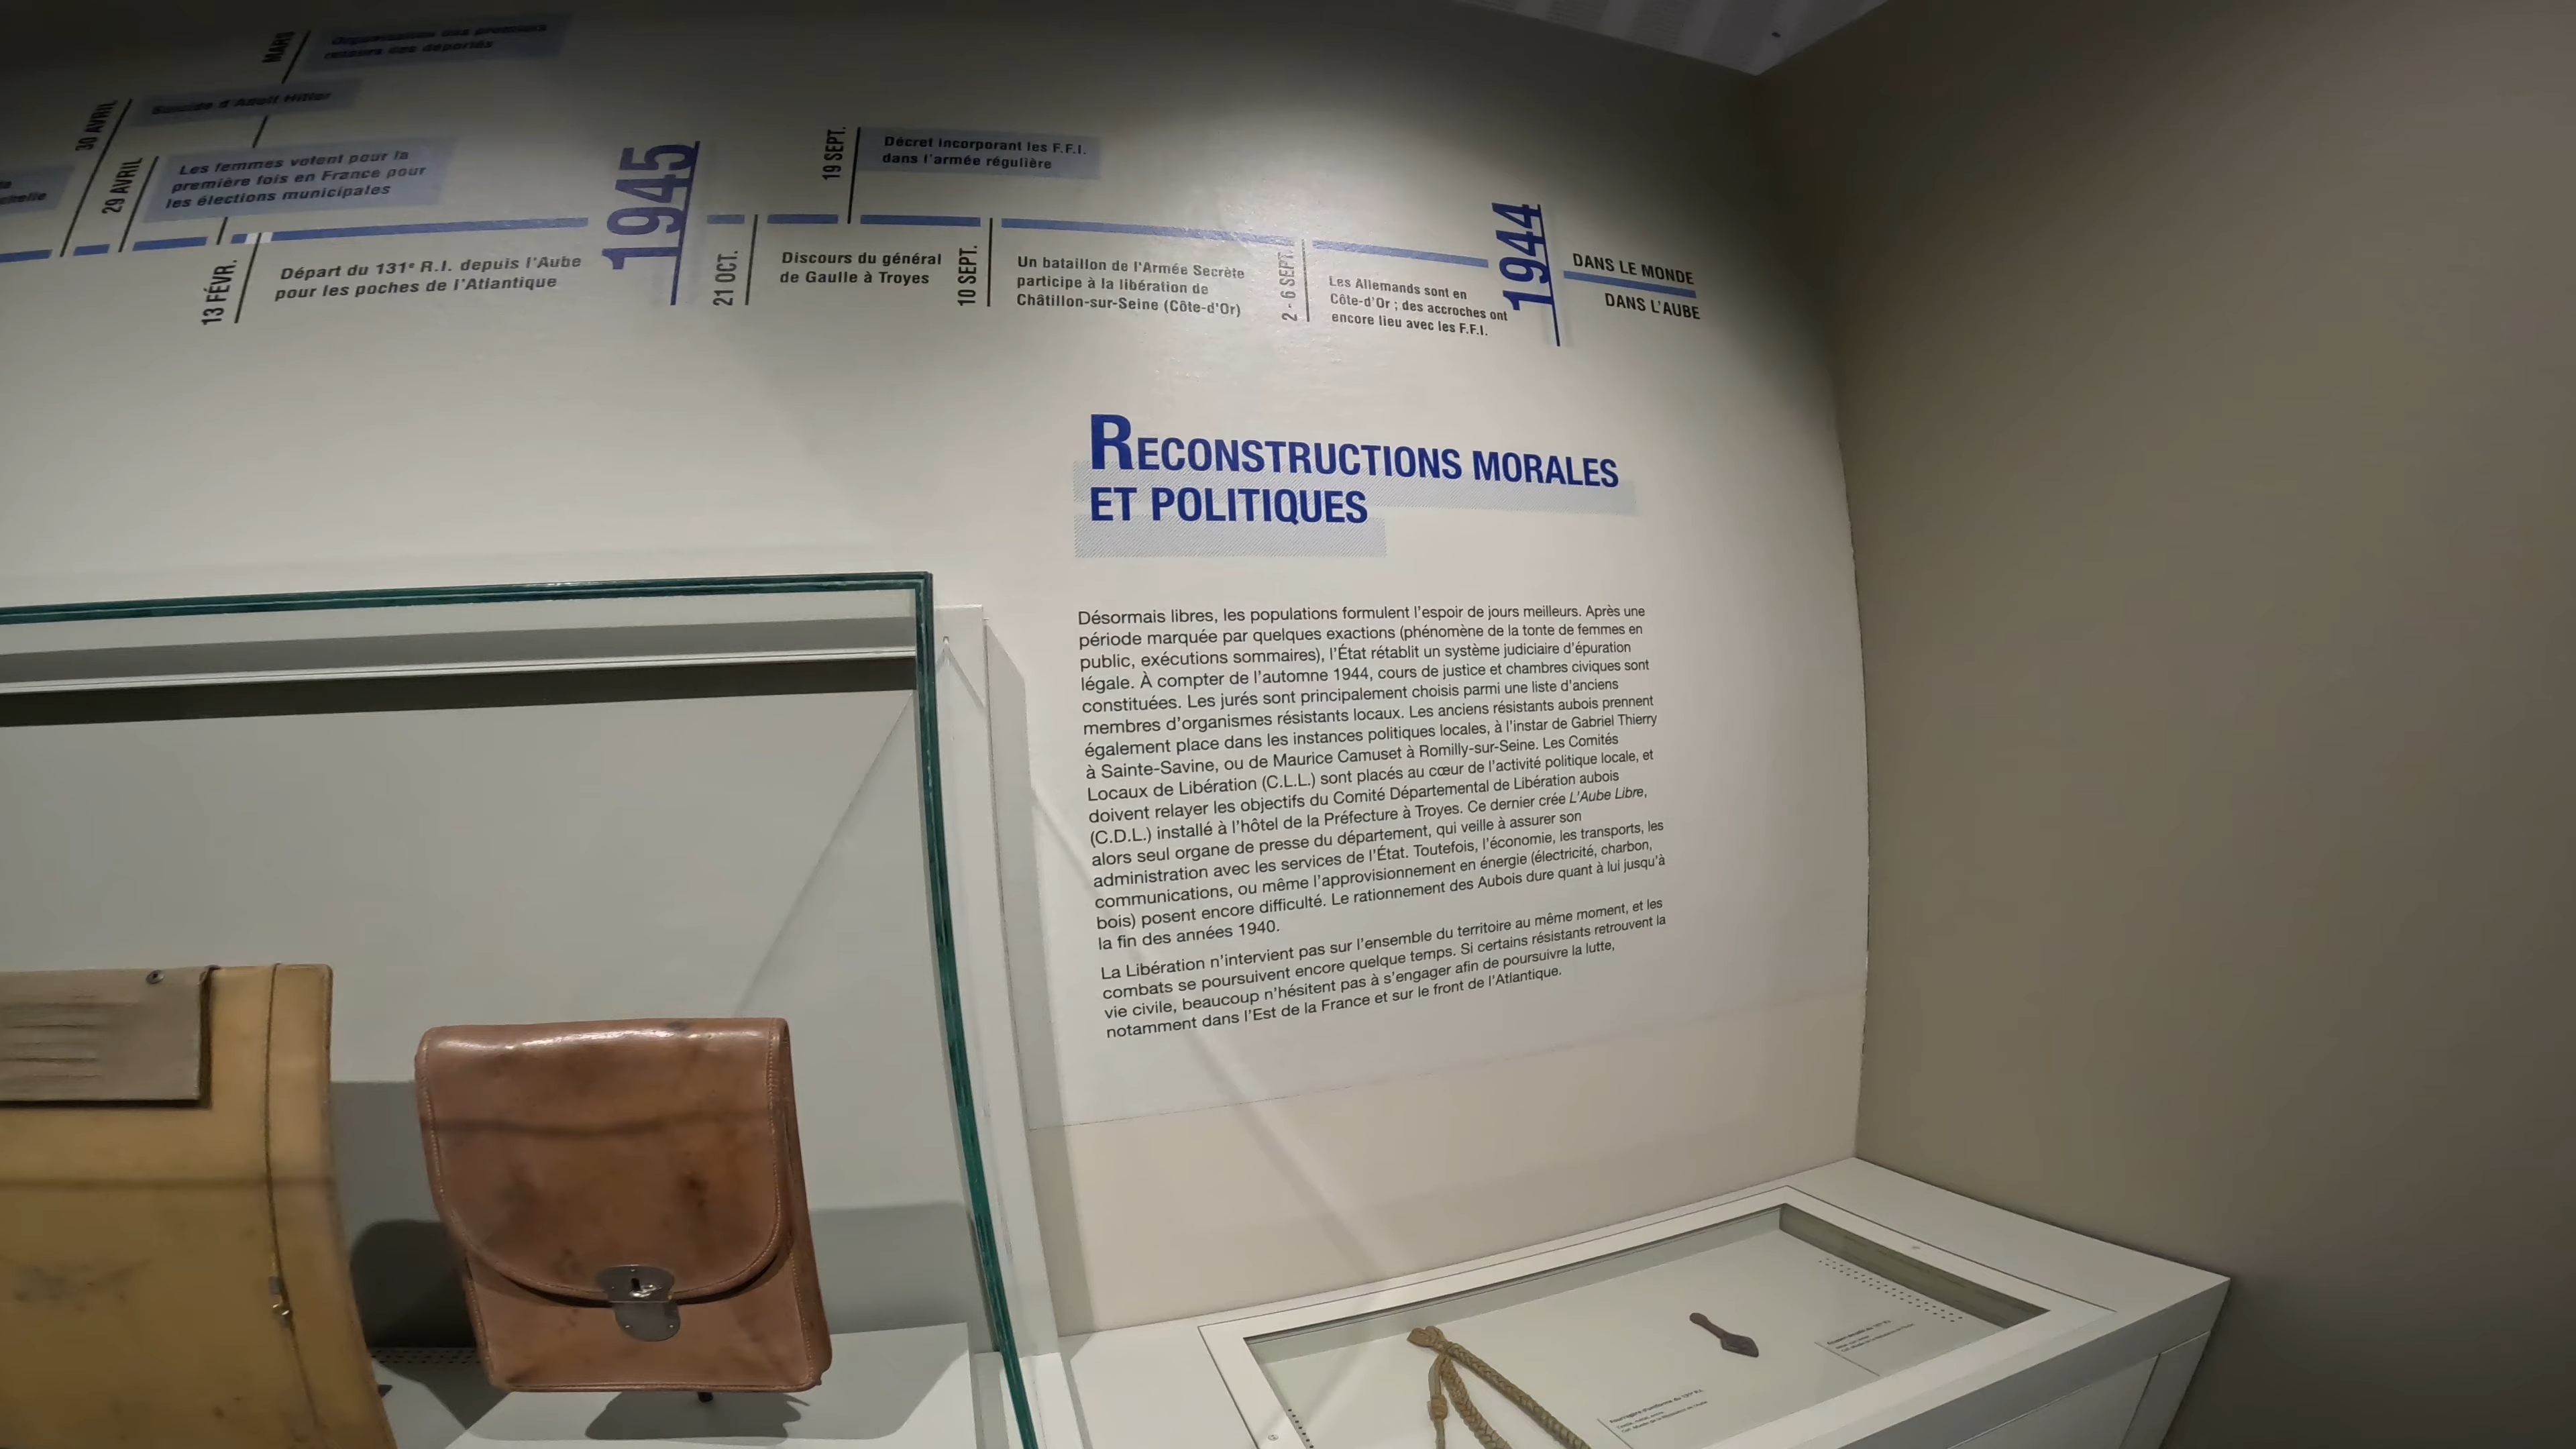 MARS
Organisation des premiers
retours des déportés
30 AVRIL
Suicide d'Adolf Hitler
29 AVRIL
Les femmes votent pour la
première fois en France pour
les élections municipales
13 FÉVR.
Départ du 131e R.I. depuis l'Aube
pour les poches de l'Atlantique
1945
21 OCT.
Discours du général
de Gaulle à Troyes
19 SEPT.
Décret incorporant les F.F.I.
dans l'armée régulière
10 SEPT.
Un bataillon de l'Armée Secrète
participe à la libération de
Châtillon-sur-Seine (Côte-d'Or)
2 - 6 SEPT.
Les Allemands sont en
Côte-d'Or ; des accroches ont
encore lieu avec les F.F.I.
1944
DANS LE MONDE
DANS L'AUBE
RECONSTRUCTIONS MORALES
ET POLITIQUES
Désormais libres, les populations formulent l'espoir de jours meilleurs. Après une
période marquée par quelques exactions (phénomène de la tonte de femmes en
public, exécutions sommaires), l'État rétablit un système judiciaire d'épuration
légale. À compter de l'automne 1944, cours de justice et chambres civiques sont
constituées. Les jurés sont principalement choisis parmi une liste d'anciens
membres d'organismes résistants locaux. Les anciens résistants aubois prennent
également place dans les instances politiques locales, à l'instar de Gabriel Thierry
à Sainte-Savine, ou de Maurice Camuset à Romilly-sur-Seine. Les Comités
Locaux de Libération (C.L.L.) sont placés au cœur de l'activité politique locale, et
doivent relayer les objectifs du Comité Départemental de Libération aubois
(C.D.L.) installé à l'hôtel de la Préfecture à Troyes. Ce dernier crée L'Aube Libre,
alors seul organe de presse du département, qui veille à assurer son
administration avec les services de l'État. Toutefois, l'économie, les transports, les
communications, ou même l'approvisionnement en énergie (électricité, charbon,
bois) posent encore difficulté. Le rationnement des Aubois dure quant à lui jusqu'à
la fin des années 1940.
La Libération n'intervient pas sur l'ensemble du territoire au même moment, et les
combats se poursuivent encore quelque temps. Si certains résistants retrouvent la
vie civile, beaucoup n'hésitent pas à s'engager afin de poursuivre la lutte,
notamment dans l'Est de la France et sur le front de l'Atlantique.